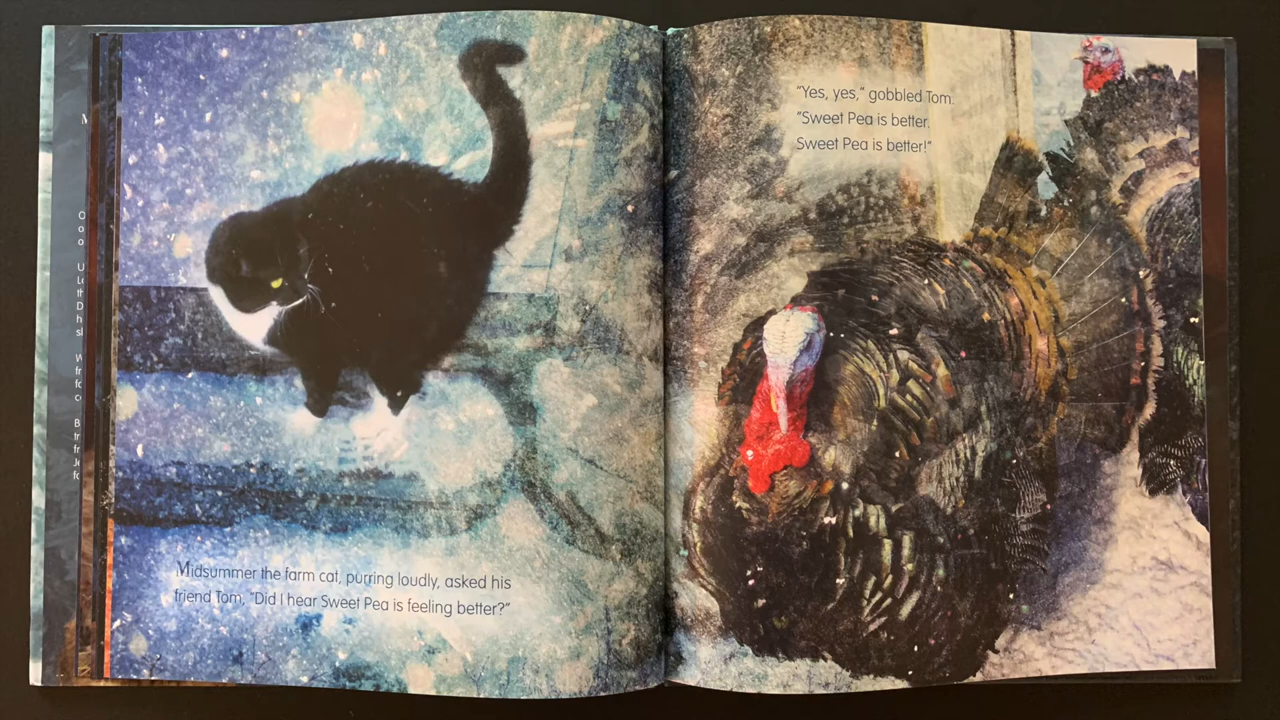 Midsummer the farm cat, purring loudly, asked his
friend Tom, "Did I hear Sweet Pea is feeling better?"
"Yes, yes," gobbled Tom.
"Sweet Pea is better.
Sweet Pea is better!"